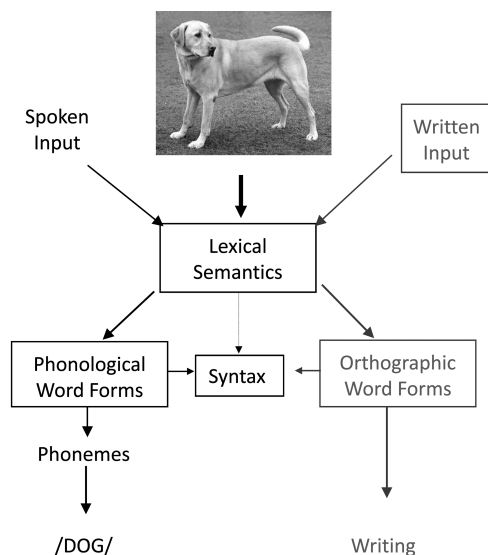 Spoken
Input
Written
Input
Lexical
Semantics
Phonological
Word Forms
Syntax
Orthographic
Word Forms
Phonemes
/DOG/
Writing